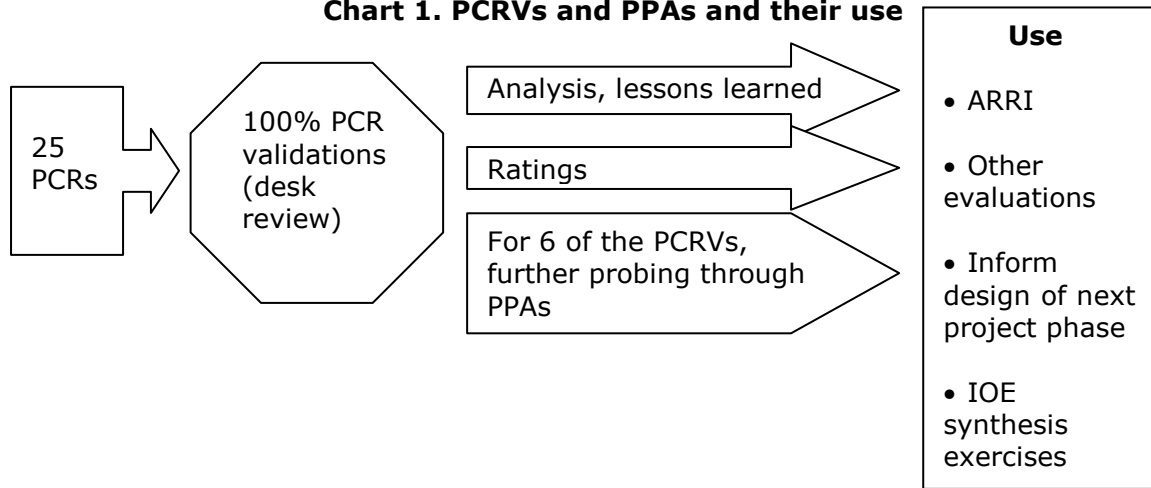 Chart 1. PCRVs and PPAs and their use
25
PCRs
100% PCR
validations
(desk
review)
Analysis, lessons learned
Ratings
For 6 of the PCRVs,
further probing through
PPAs
Use
• ARRI
• Other
evaluations
• Inform
design of next
project phase
• IOE
synthesis
exercises